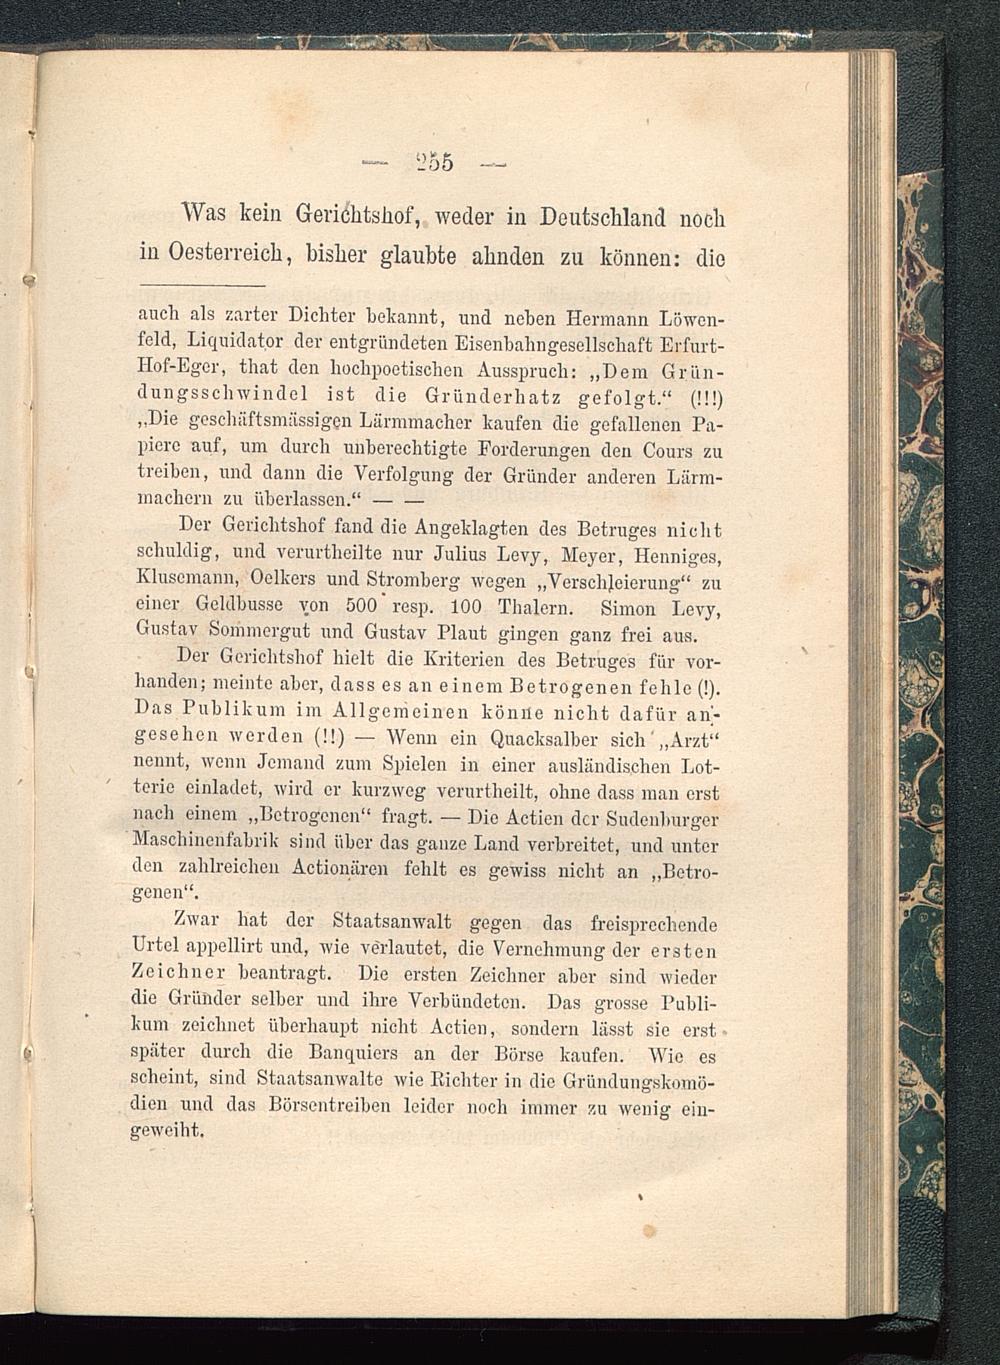 — 255 —
Was kein Gerichtshof, weder in Deutschland noch
in Oesterreich, bisher glaubte ahnden zu können: die
auch als zarter Dichter bekannt, und neben Hermann Löwen-
feld, Liquidator der entgründeten Eisenbahngesellschaft Erfurt-
Hof-Eger, that den hochpoetischen Ausspruch: „Dem Grün-
dungsschwindel ist die Gründerhatz gefolgt.“ (!!!)
„Die geschäftsmässigen Lärmmacher kaufen die gefallenen Pa-
piere auf, um durch unberechtigte Forderungen den Cours zu
treiben, und dann die Verfolgung der Gründer anderen Lärm-
machern zu überlassen.“ — —
Der Gerichtshof fand die Angeklagten des Betruges nicht
schuldig, und verurtheilte nur Julius Levy, Meyer, Henniges,
Klusemann, Oelkers und Stromberg wegen „Verschleierung“ zu
einer Geldbusse von 500 resp. 100 Thalern. Simon Levy,
Gustav Sommergut und Gustav Plaut gingen ganz frei aus.
Der Gerichtshof hielt die Kriterien des Betruges für vor-
handen; meinte aber, dass es an einem Betrogenen fehle (!).
Das Publikum im Allgemeinen könne nicht dafür an-
gesehen werden (!!) — Wenn ein Quacksalber sich „Arzt“
nennt, wenn Jemand zum Spielen in einer ausländischen Lot-
terie einladet, wird er kurzweg verurtheilt, ohne dass man erst
nach einem „Betrogenen“ fragt. — Die Actien der Sudenburger
Maschinenfabrik sind über das ganze Land verbreitet, und unter
den zahlreichen Actionären fehlt es gewiss nicht an „Betro-
genen“.
Zwar hat der Staatsanwalt gegen das freisprechende
Urtel appellirt und, wie verlautet, die Vernehmung der ersten
Zeichner beantragt. Die ersten Zeichner aber sind wieder
die Gründer selber und ihre Verbündeten. Das grosse Publi-
kum zeichnet überhaupt nicht Actien, sondern lässt sie erst
später durch die Banquiers an der Börse kaufen. Wie es
scheint, sind Staatsanwalte wie Richter in die Gründungskomö-
dien und das Börsentreiben leider noch immer zu wenig ein-
geweiht.